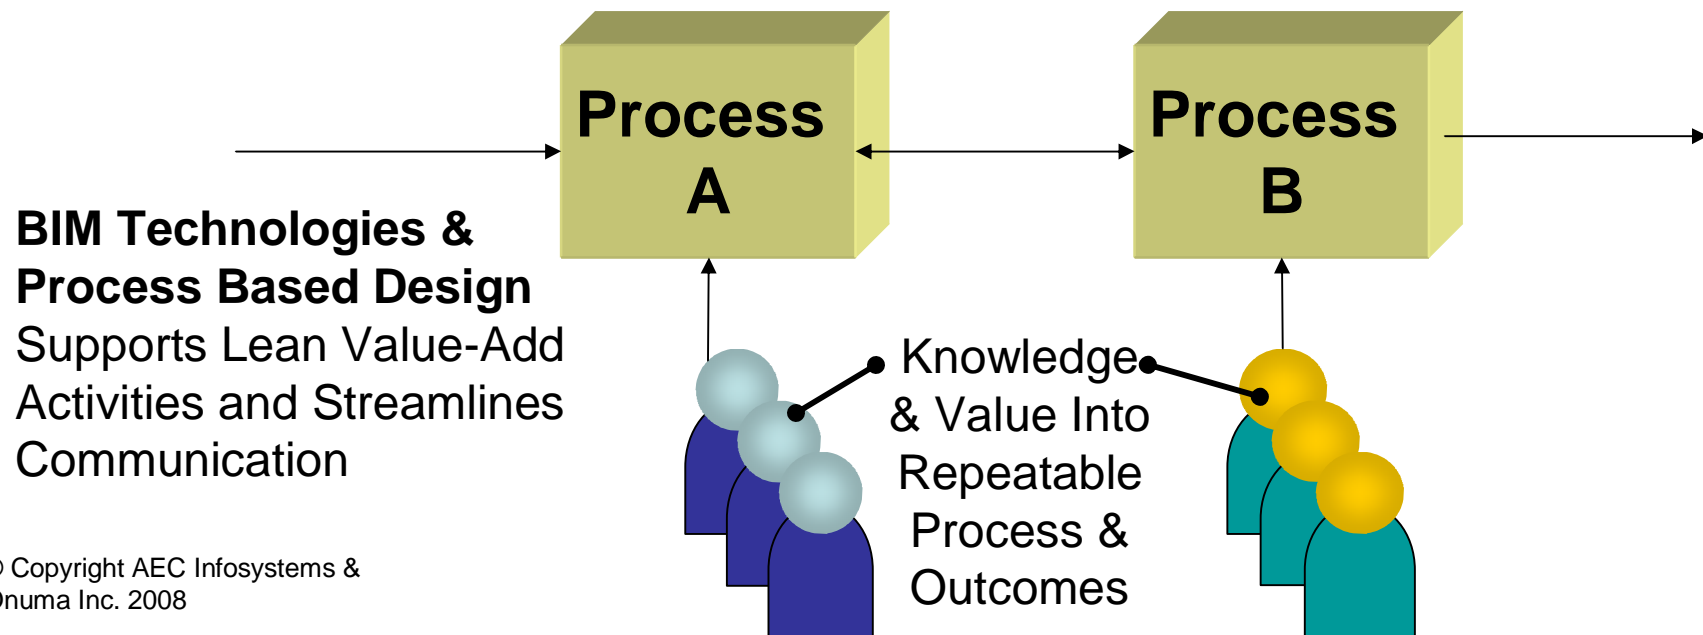 Process
A
Process
B
BIM Technologies &
Process Based Design
Supports Lean Value-Add
Activities and Streamlines
Communication
Knowledge
& Value Into
Repeatable
Process &
Outcomes
© Copyright AEC Infosystems &
Onuma Inc. 2008